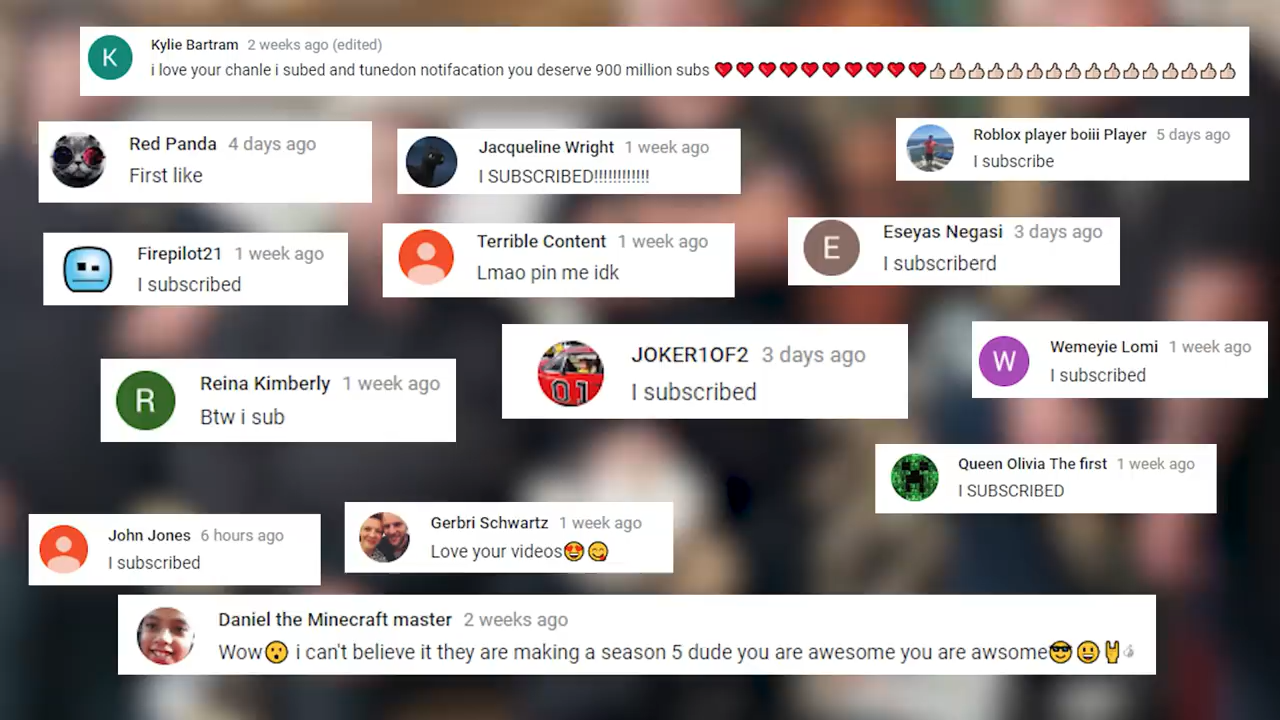 K
Kylie Bartram 2 weeks ago (edited)
i love your chanle i subed and tunedon notifacation you deserve 900 million subs ❤❤❤❤❤❤❤❤❤❤👍🏻👍🏻👍🏻👍🏻👍🏻👍🏻👍🏻👍🏻👍🏻👍🏻👍🏻👍🏻👍🏻👍🏻👍🏻👍🏻
Red Panda 4 days ago
First like
Jacqueline Wright 1 week ago
I SUBSCRIBED!!!!!!!!!!!!
Roblox player boiii Player 5 days ago
I subscribe
Firepilot21 1 week ago
I subscribed
Terrible Content 1 week ago
Lmao pin me idk
E
Eseyas Negasi 3 days ago
I subscriberd
R
Reina Kimberly 1 week ago
Btw i sub
01
JOKER1OF2 3 days ago
I subscribed
W
Wemeyie Lomi 1 week ago
I subscribed
Queen Olivia The first 1 week ago
I SUBSCRIBED
John Jones 6 hours ago
I subscribed
Gerbri Schwartz 1 week ago
Love your videos😍😋
Daniel the Minecraft master 2 weeks ago
Wow😮 i can't believe it they are making a season 5 dude you are awesome you are awsome😎😃🤘💣